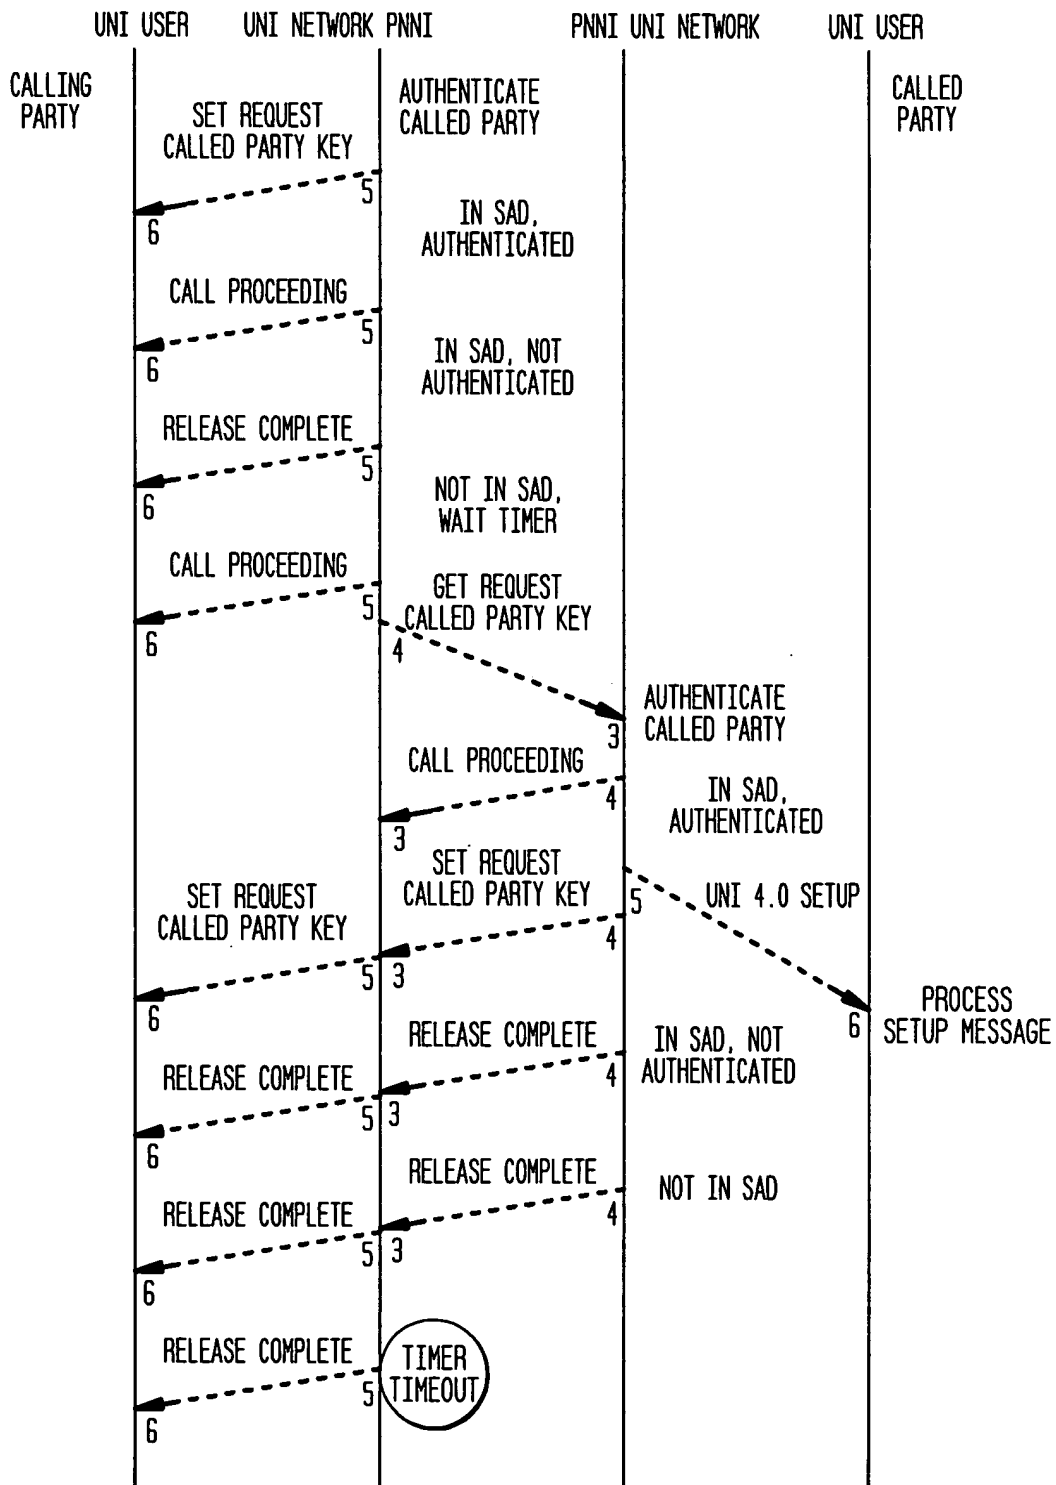 UNI USER
UNI NETWORK PNNI
PNNI UNI NETWORK
UNI USER
CALLING
PARTY
AUTHENTICATE
CALLED PARTY
CALLED
PARTY
SET REQUEST
CALLED PARTY KEY
5
6
IN SAD,
AUTHENTICATED
CALL PROCEEDING
5
6
IN SAD, NOT
AUTHENTICATED
RELEASE COMPLETE
5
6
NOT IN SAD,
WAIT TIMER
CALL PROCEEDING
5
6
GET REQUEST
CALLED PARTY KEY
4
3
AUTHENTICATE
CALLED PARTY
CALL PROCEEDING
4
3
IN SAD,
AUTHENTICATED
SET REQUEST
CALLED PARTY KEY
5
UNI 4.0 SETUP
4
SET REQUEST
CALLED PARTY KEY
5 3
6
6
PROCESS
SETUP MESSAGE
RELEASE COMPLETE
4
IN SAD, NOT
AUTHENTICATED
RELEASE COMPLETE
5 3
6
RELEASE COMPLETE
4
NOT IN SAD
RELEASE COMPLETE
5 3
6
RELEASE COMPLETE
5
6
TIMER
TIMEOUT